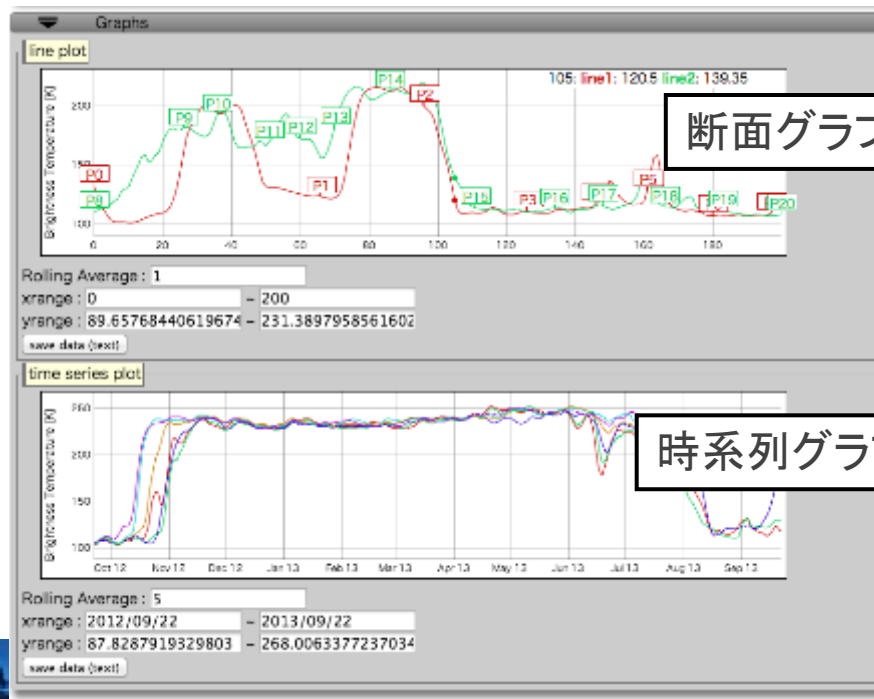 Graphs
line plot
105: line1: 120.5 line2: 139.35
Brightness Temperature [K]
200
150
100
P0
P8
P9
P10
P11
P12
P13
P1
P14
P2
P15
P3
P16
P17
P18
P19
P20
0 20 40 60 80 100 120 140 160 180
断面グラフ
Rolling Average : 1
xrange : 0 – 200
yrange : 89.65768440619674 – 231.3897958561602
save data (text)
time series plot
Brightness Temperature [K]
250
200
150
100
Oct 12 Nov 12 Dec 12 Jan 13 Feb 13 Mar 13 Apr 13 May 13 Jun 13 Jul 13 Aug 13 Sep 13
時系列グラフ
Rolling Average : 5
xrange : 2012/09/22 – 2013/09/22
yrange : 87.8287919329803 – 268.0063377237034
save data (text)